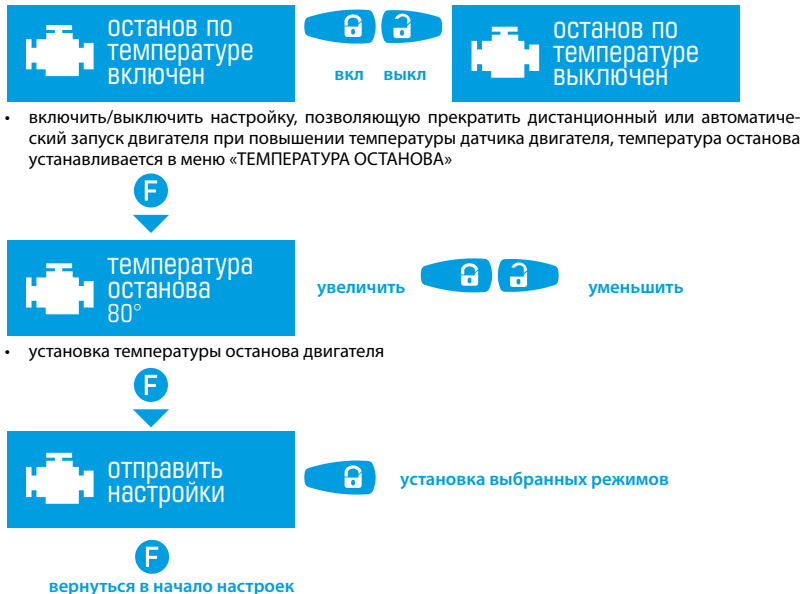 останов по
температуре
включен
вкл выкл
останов по
температуре
выключен
• включить/выключить настройку, позволяющую прекратить дистанционный или автоматиче-
ский запуск двигателя при повышении температуры датчика двигателя, температура останова
устанавливается в меню «ТЕМПЕРАТУРА ОСТАНОВА»
F
температура
останова
80°
увеличить
уменьшить
• установка температуры останова двигателя
F
отправить
настройки
установка выбранных режимов
F
вернуться в начало настроек